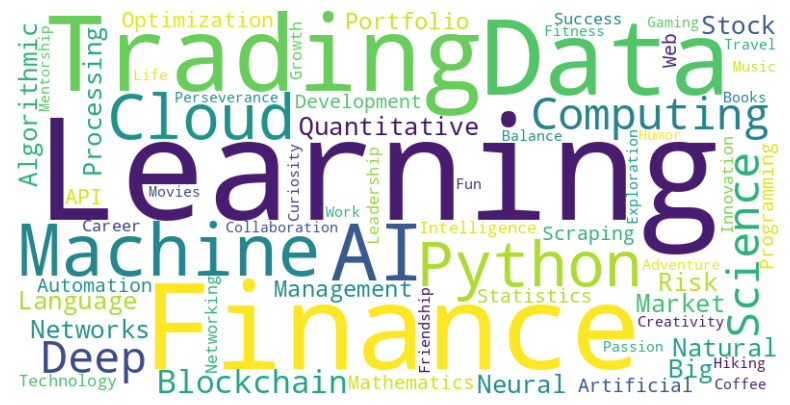 Optimization
Portfolio
Success
Fitness
Gaming
Stock
Trading
Data
Algorithmic
Mentorship
Processing
Life
Growth
Web
Travel
Music
Cloud
Perseverance
Development
Computing
Books
Quantitative
Balance
Humor
Learning
API
Movies
Curiosity
Leadership
Fun
Exploration
Innovation
Programming
Work
Career
Collaboration
Intelligence
Scraping
Science
Machine
AI
Python
Adventure
Automation
Management
Statistics
Risk
Language
Networking
Friendship
Market
Networks
Finance
Creativity
Deep
Passion
Natural
Technology
Blockchain
Mathematics
Neural
Artificial
Big
Hiking
Coffee